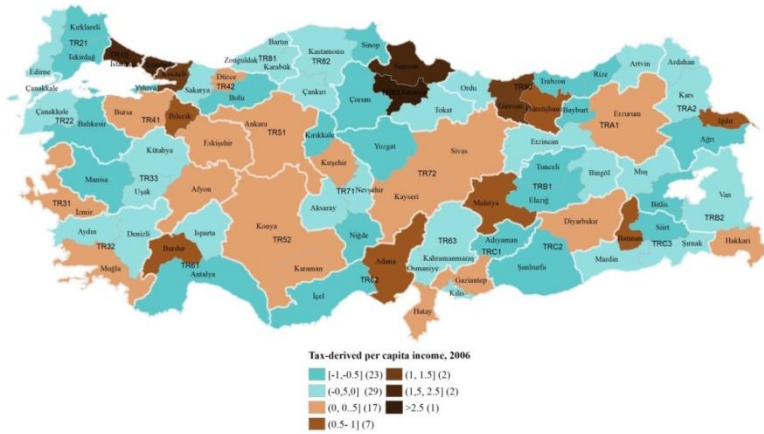 Kırklareli
TR21
Tekirdağ
Edirne
Çanakkale
Çanakkale
TR22
Balıkesir
Bursa
TR41
Yalova
Sakarya
Bilecik
Düzce
TR42
Bolu
Zonguldak
Bartın
TR81
Karabük
Kastamonu
TR82
Sinop
Çankırı
Çorum
Samsun
Tokat
Ordu
Giresun
Gümüşhane
Trabzon
Rize
Bayburt
Artvin
Ardahan
Kars
TRA2
Iğdır
Ağrı
Erzurum
TRA1
Erzincan
Kütahya
TR33
Uşak
Manisa
TR31
İzmir
Aydın
TR32
Denizli
Muğla
Eskişehir
Ankara
TR51
Kırıkkale
Kırşehir
Yozgat
Sivas
TR72
Kayseri
TR71
Nevşehir
Aksaray
Niğde
Afyon
Isparta
Burdur
TR61
Antalya
Konya
TR52
Karaman
İçel
TR62
Adana
Hatay
Osmaniye
TR63
Kahramanmaraş
Kilis
Gaziantep
TRC1
Adıyaman
Malatya
Tunceli
TRB1
Elazığ
Bingöl
Muş
Bitlis
Van
TRB2
Diyarbakır
TRC2
Şanlıurfa
Mardin
Batman
Siirt
TRC3
Şırnak
Hakkari
Tax-derived per capita income, 2006
[-1,-0.5] (23)
(1, 1.5] (2)
(-0,5,0] (29)
(1,5, 2.5] (2)
(0, 0..5] (17)
>2.5 (1)
(0.5- 1] (7)